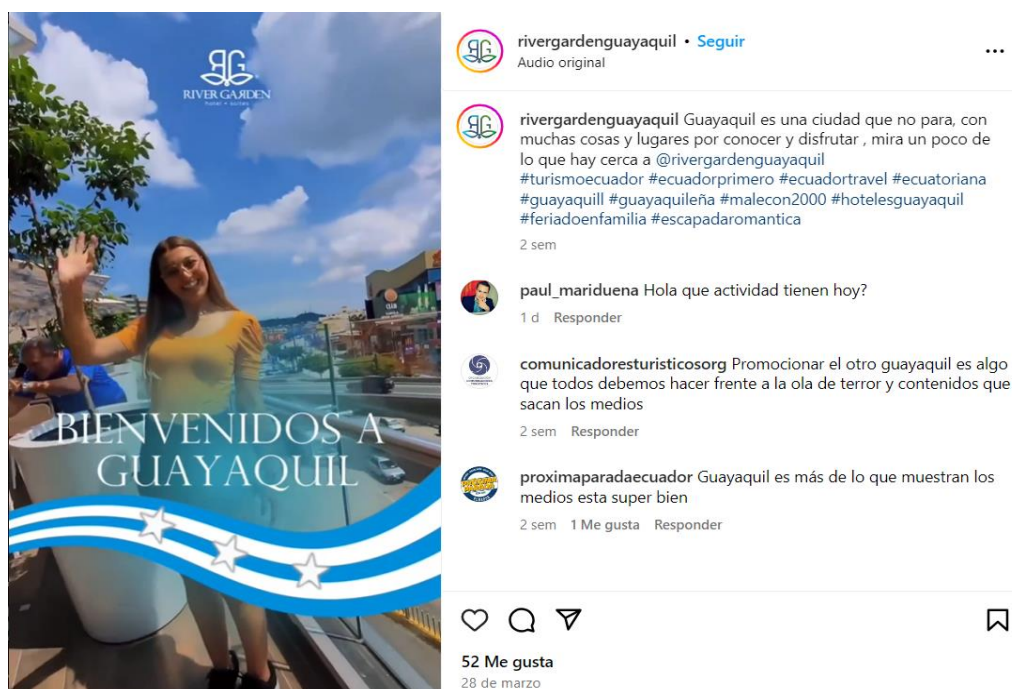 RG
RIVER GARDEN
hotel • suites
CLUB
BIENVENIDOS A
GUAYAQUIL
rivergardenguayaquil • Seguir
Audio original
rivergardenguayaquil Guayaquil es una ciudad que no para, con
muchas cosas y lugares por conocer y disfrutar , mira un poco de
lo que hay cerca a @rivergardenguayaquil
#turismoecuador #ecuadorprimero #ecuadortravel #ecuatoriana
#guayaquill #guayaquileña #malecon2000 #hotelesguayaquil
#feriadoenfamilia #escapadaromantica
2 sem
paul_mariduena Hola que actividad tienen hoy?
1 d Responder
comunicadoresturisticosorg Promocionar el otro guayaquil es algo
que todos debemos hacer frente a la ola de terror y contenidos que
sacan los medios
2 sem Responder
proximaparadaecuador Guayaquil es más de lo que muestran los
medios esta super bien
2 sem 1 Me gusta Responder
52 Me gusta
28 de marzo